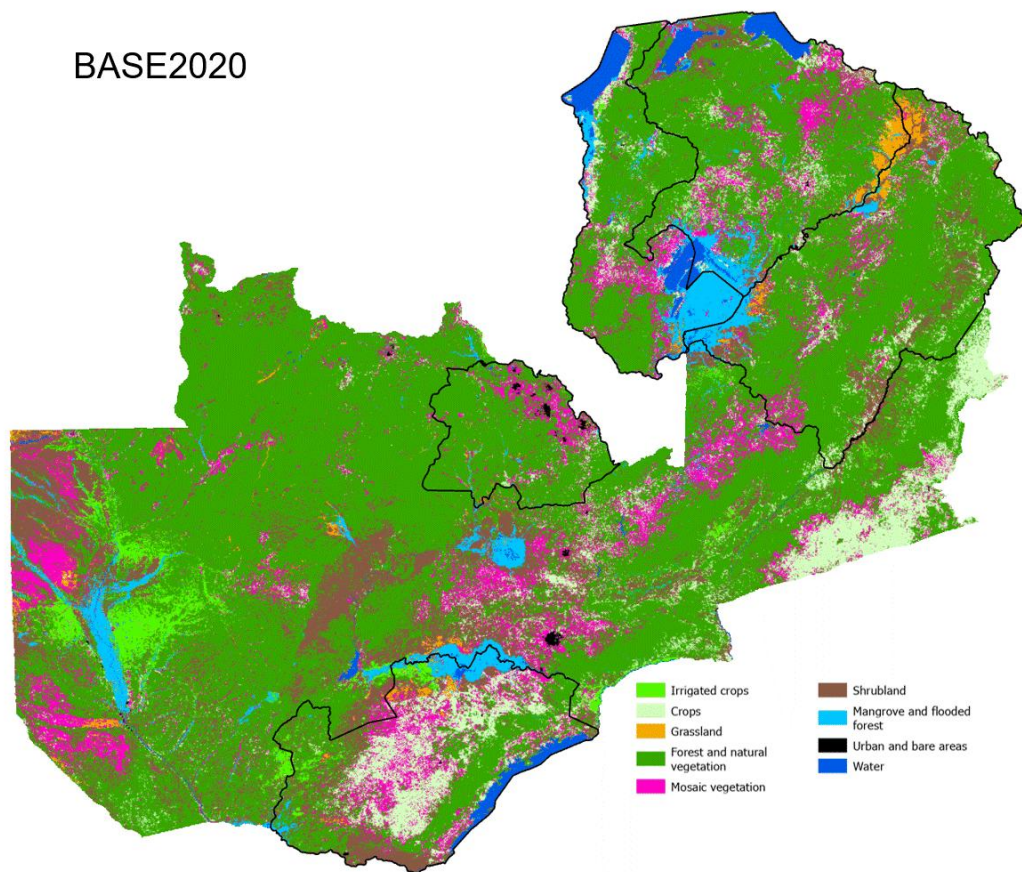 BASE2020
Irrigated crops
Crops
Grassland
Forest and natural
vegetation
Mosaic vegetation
Shrubland
Mangrove and flooded
forest
Urban and bare areas
Water